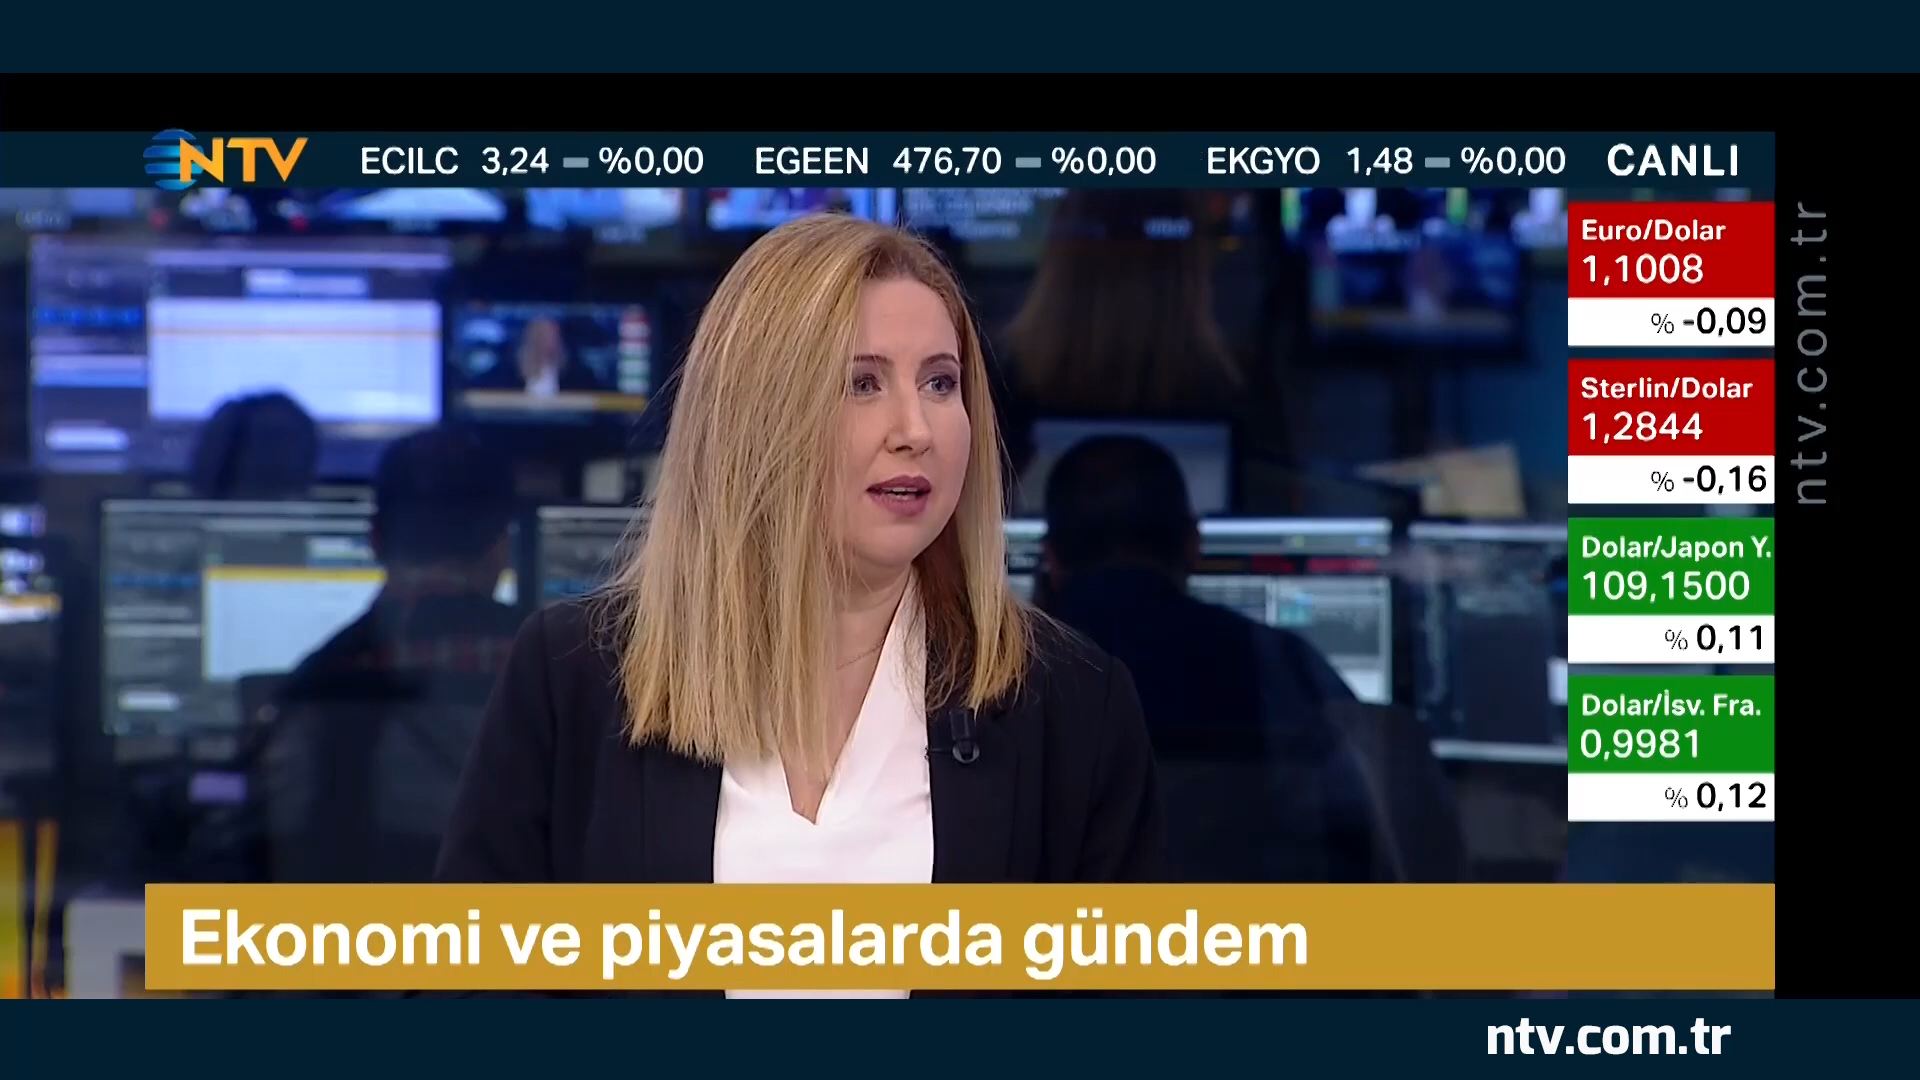 NTV
ECILC 3,24 %0,00 EGEEN 476,70 %0,00 EKGYO 1,48 %0,00
CANLI
Euro/Dolar
1,1008
% -0,09
Sterlin/Dolar
1,2844
% -0,16
Dolar/Japon Y.
109,1500
% 0,11
Dolar/İsv. Fra.
0,9981
% 0,12
ntv.com.tr
Ekonomi ve piyasalarda gündem
ntv.com.tr